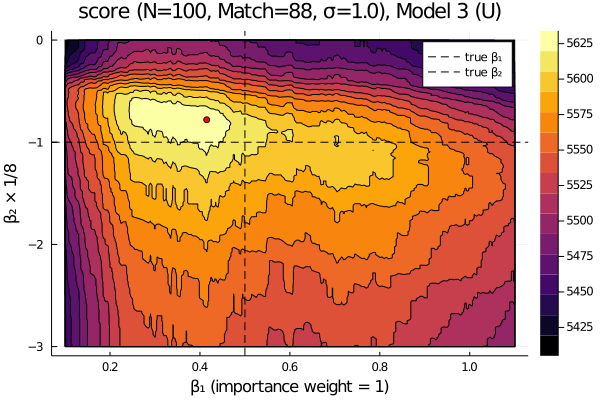 score (N=100, Match=88, σ=1.0), Model 3 (U)
true β₁
true β₂
0
−1
−2
−3
β₂ × 1/8
0.2 0.4 0.6 0.8 1.0
β₁ (importance weight = 1)
5625
5600
5575
5550
5525
5500
5475
5450
5425